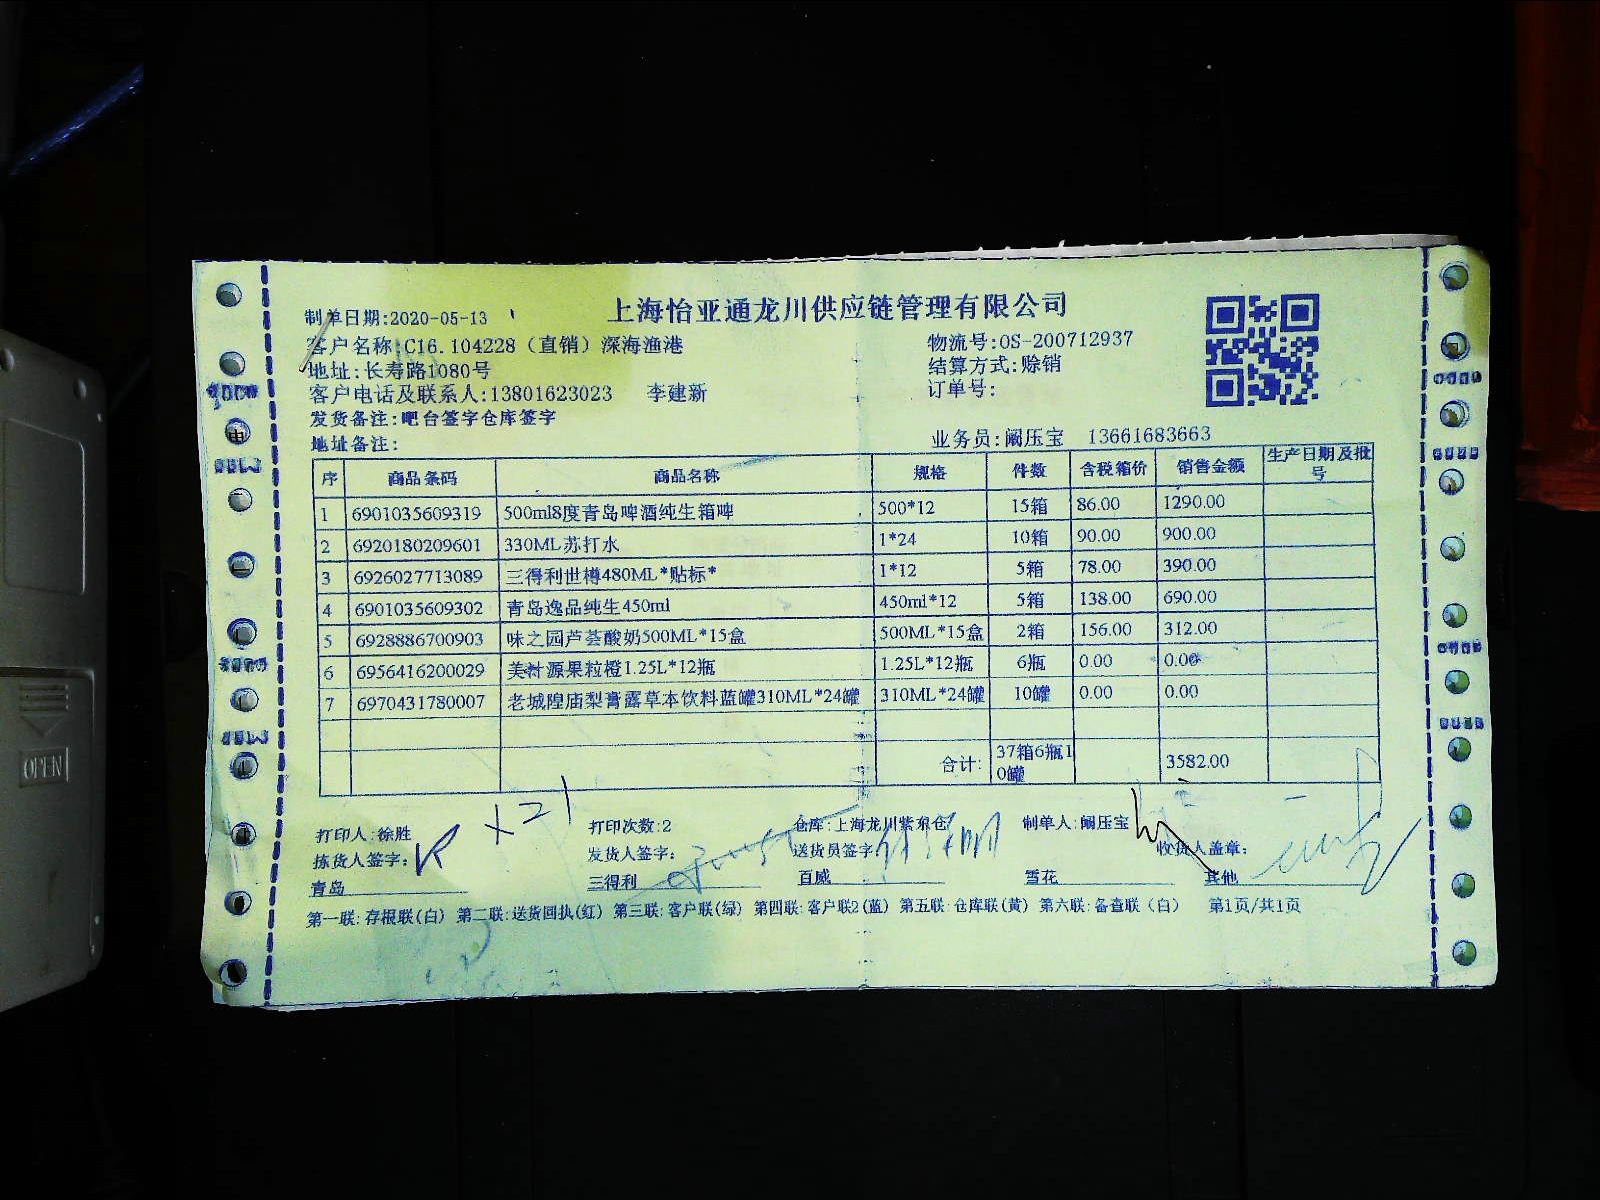 上海怡亚通龙川供应链管理有限公司
制单日期:2020-05-13
客户名称:C16.104228（直销）深海渔港
物流号:OS-200712937
地址:长寿路1080号
结算方式:赊销
客户电话及联系人:13801623023 李建新
订单号:
发货备注:吧台签字仓库签字
地址备注:
业务员:阚压宝 13661683663
序 商品条码 商品名称 规格 件数 含税箱价 销售金额 生产日期及批号
1 6901035609319 500ml8度青岛啤酒纯生箱啤 500*12 15箱 86.00 1290.00
2 6920180209601 330ML苏打水 1*24 10箱 90.00 900.00
3 6926027713089 三得利世樽480ML*贴标* 1*12 5箱 78.00 390.00
4 6901035609302 青岛逸品纯生450ml 450ml*12 5箱 138.00 690.00
5 6928886700903 味之园芦荟酸奶500ML*15盒 500ML*15盒 2箱 156.00 312.00
6 6956416200029 美汁源果粒橙1.25L*12瓶 1.25L*12瓶 6瓶 0.00 0.00
7 6970431780007 老城隍庙梨膏露草本饮料蓝罐310ML*24罐 310ML*24罐 10罐 0.00 0.00
合计: 37箱6瓶10罐 3582.00
打印人:徐胜 打印次数:2 仓库:上海龙川紫东仓 制单人:阚压宝
拣货人签字: 发货人签字: 送货员签字: 收货人盖章:
青岛 三得利 百威 雪花 其他
第一联:存根联(白) 第二联:送货回执(红) 第三联:客户联(绿) 第四联:客户联2(蓝) 第五联:仓库联(黄) 第六联:备查联（白） 第1页/共1页
OPEN